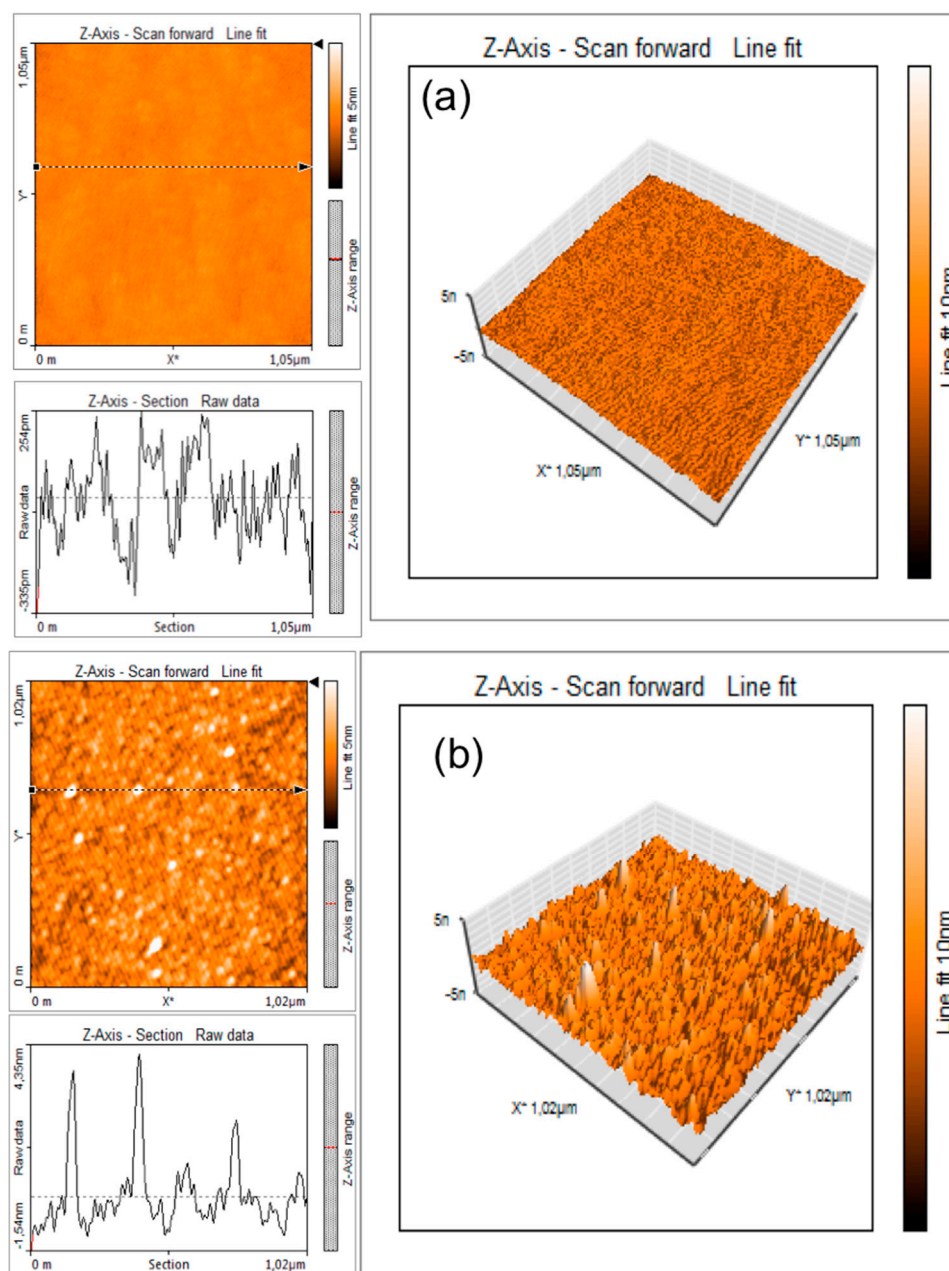 Z-Axis - Scan forward Line fit
1,05µm
Y*
0 m
0 m X* 1,05µm
Line fit 5nm
Z-Axis range
Z-Axis - Section Raw data
254pm
Raw data
-335pm
0 m Section 1,05µm
Z-Axis range
Z-Axis - Scan forward Line fit
(a)
5n
-5n
X* 1,05µm
Y* 1,05µm
Line fit 10nm
Z-Axis - Scan forward Line fit
1,02µm
Y*
0 m
0 m X* 1,02µm
Line fit 5nm
Z-Axis range
Z-Axis - Section Raw data
4,35nm
Raw data
-1,54nm
0 m Section 1,02µm
Z-Axis range
Z-Axis - Scan forward Line fit
(b)
5n
-5n
X* 1,02µm
Y* 1,02µm
Line fit 10nm